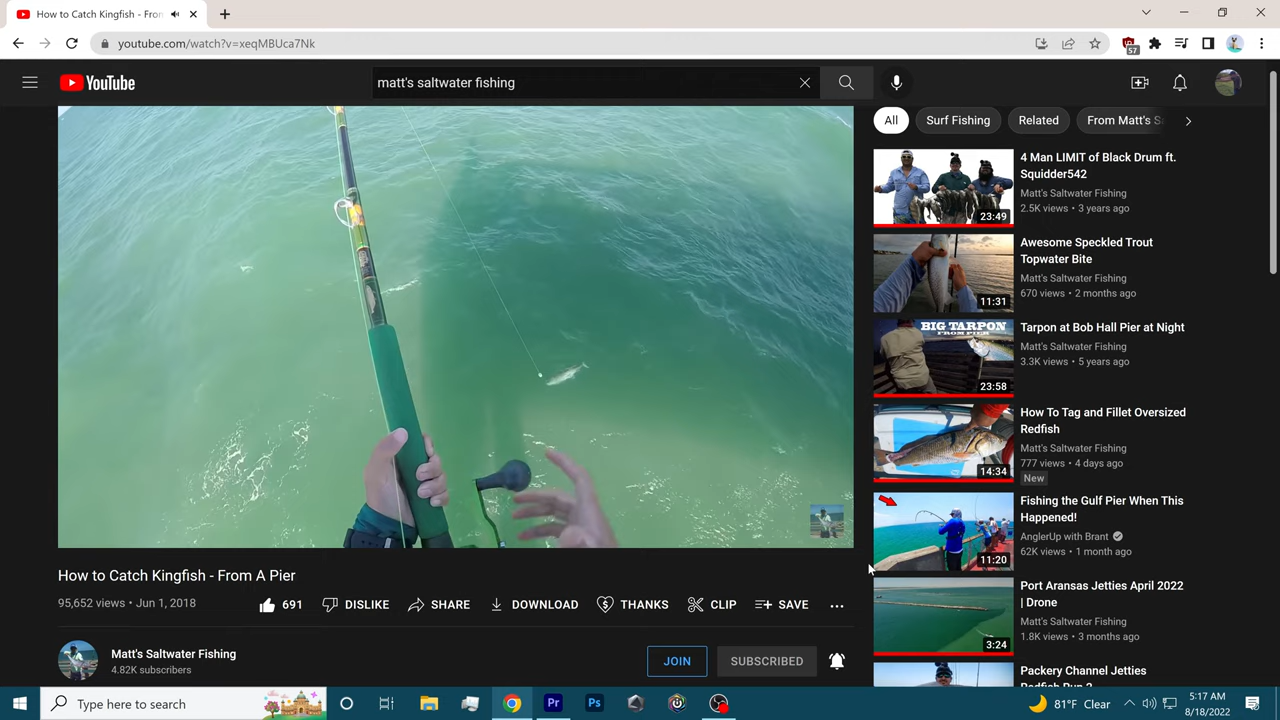 How to Catch Kingfish - From
youtube.com/watch?v=xeqMBUca7Nk
57
YouTube
matt's saltwater fishing
All
Surf Fishing
Related
From Matt's S
4 Man LIMIT of Black Drum ft.
Squidder542
Matt's Saltwater Fishing
2.5K views • 3 years ago
23:49
Awesome Speckled Trout
Topwater Bite
Matt's Saltwater Fishing
670 views • 2 months ago
11:31
BIG TARPON
FROM PIER
Tarpon at Bob Hall Pier at Night
Matt's Saltwater Fishing
3.3K views • 5 years ago
23:58
How To Tag and Fillet Oversized
Redfish
Matt's Saltwater Fishing
777 views • 4 days ago
14:34
New
Fishing the Gulf Pier When This
Happened!
AnglerUp with Brant
62K views • 1 month ago
11:20
Port Aransas Jetties April 2022
| Drone
Matt's Saltwater Fishing
1.8K views • 3 months ago
3:24
Packery Channel Jetties
Redfish Run 2
How to Catch Kingfish - From A Pier
95,652 views • Jun 1, 2018
691
DISLIKE
SHARE
DOWNLOAD
THANKS
CLIP
SAVE
Matt's Saltwater Fishing
4.82K subscribers
JOIN
SUBSCRIBED
Type here to search
Pr
Ps
81°F Clear
5:17 AM
8/18/2022